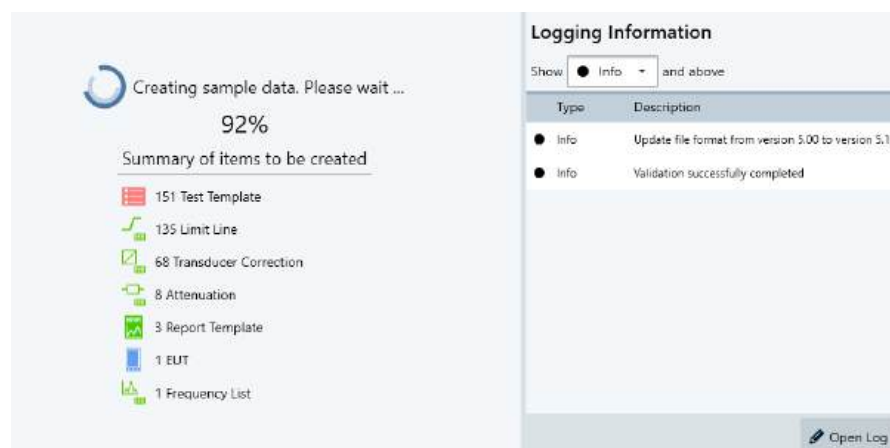 Creating sample data. Please wait ...
92%
Summary of items to be created
151 Test Template
135 Limit Line
68 Transducer Correction
8 Attenuation
3 Report Template
1 EUT
1 Frequency List
Logging Information
Show Info and above
Type Description
Info Update file format from version 5.00 to version 5.1
Info Validation successfully completed
Open Log